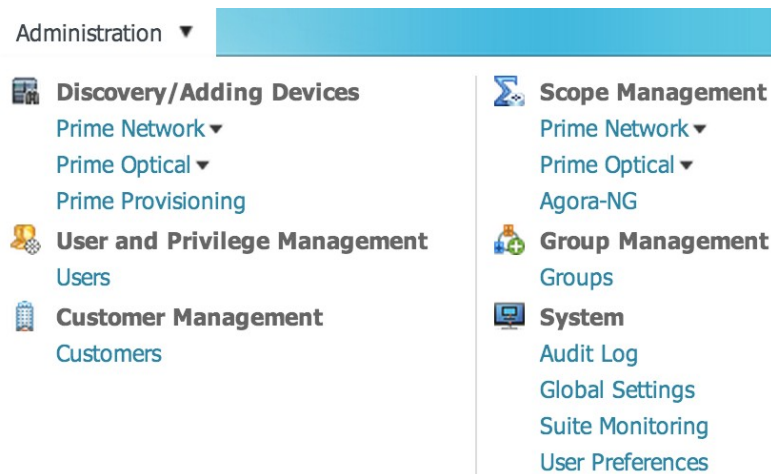 Administration ▼
Discovery/Adding Devices
Prime Network ▾
Prime Optical ▾
Prime Provisioning
User and Privilege Management
Users
Customer Management
Customers
Scope Management
Prime Network ▾
Prime Optical ▾
Agora-NG
Group Management
Groups
System
Audit Log
Global Settings
Suite Monitoring
User Preferences